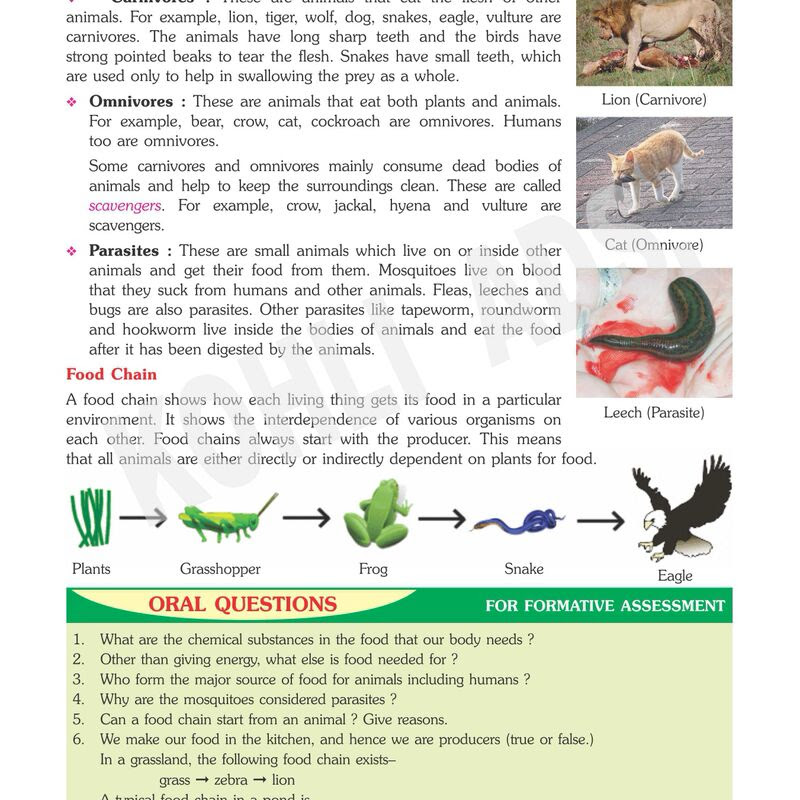 Carnivores : These are animals that eat the flesh of other
animals. For example, lion, tiger, wolf, dog, snakes, eagle, vulture are
carnivores. The animals have long sharp teeth and the birds have
strong pointed beaks to tear the flesh. Snakes have small teeth, which
are used only to help in swallowing the prey as a whole.
❖ Omnivores : These are animals that eat both plants and animals.
For example, bear, crow, cat, cockroach are omnivores. Humans
too are omnivores.
Some carnivores and omnivores mainly consume dead bodies of
animals and help to keep the surroundings clean. These are called
scavengers. For example, crow, jackal, hyena and vulture are
scavengers.
❖ Parasites : These are small animals which live on or inside other
animals and get their food from them. Mosquitoes live on blood
that they suck from humans and other animals. Fleas, leeches and
bugs are also parasites. Other parasites like tapeworm, roundworm
and hookworm live inside the bodies of animals and eat the food
after it has been digested by the animals.
Lion (Carnivore)
Cat (Omnivore)
Leech (Parasite)
Food Chain
A food chain shows how each living thing gets its food in a particular
environment. It shows the interdependence of various organisms on
each other. Food chains always start with the producer. This means
that all animals are either directly or indirectly dependent on plants for food.
Plants Grasshopper Frog Snake Eagle
ORAL QUESTIONS FOR FORMATIVE ASSESSMENT
1. What are the chemical substances in the food that our body needs ?
2. Other than giving energy, what else is food needed for ?
3. Who form the major source of food for animals including humans ?
4. Why are the mosquitoes considered parasites ?
5. Can a food chain start from an animal ? Give reasons.
6. We make our food in the kitchen, and hence we are producers (true or false.)
In a grassland, the following food chain exists–
grass → zebra → lion
A typical food chain in a pond is
KOHLI ADS